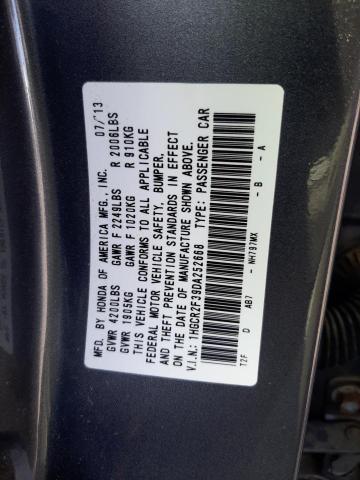 MFD. BY HONDA OF AMERICA MFG., INC. 07/13
GVWR 4200LBS GAWR F 2249LBS R 2006LBS
GVWR 1905KG GAWR F 1020KG R 910KG
THIS VEHICLE CONFORMS TO ALL APPLICABLE
FEDERAL MOTOR VEHICLE SAFETY, BUMPER,
AND THEFT PREVENTION STANDARDS IN EFFECT
ON THE DATE OF MANUFACTURE SHOWN ABOVE.
V.I.N.: 1HGCR2F39DA252668 TYPE: PASSENGER CAR
T2F D AB7 - NH737MX - B - A